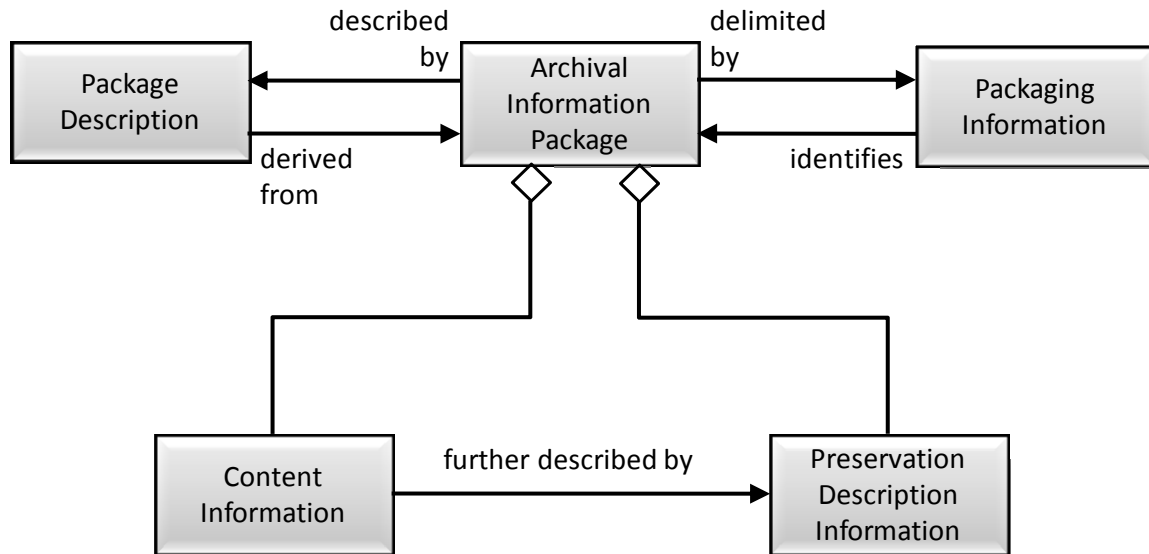 described
by
delimited
by
Package
Description
Archival
Information
Package
Packaging
Information
derived
from
identifies
further described by
Content
Information
Preservation
Description
Information